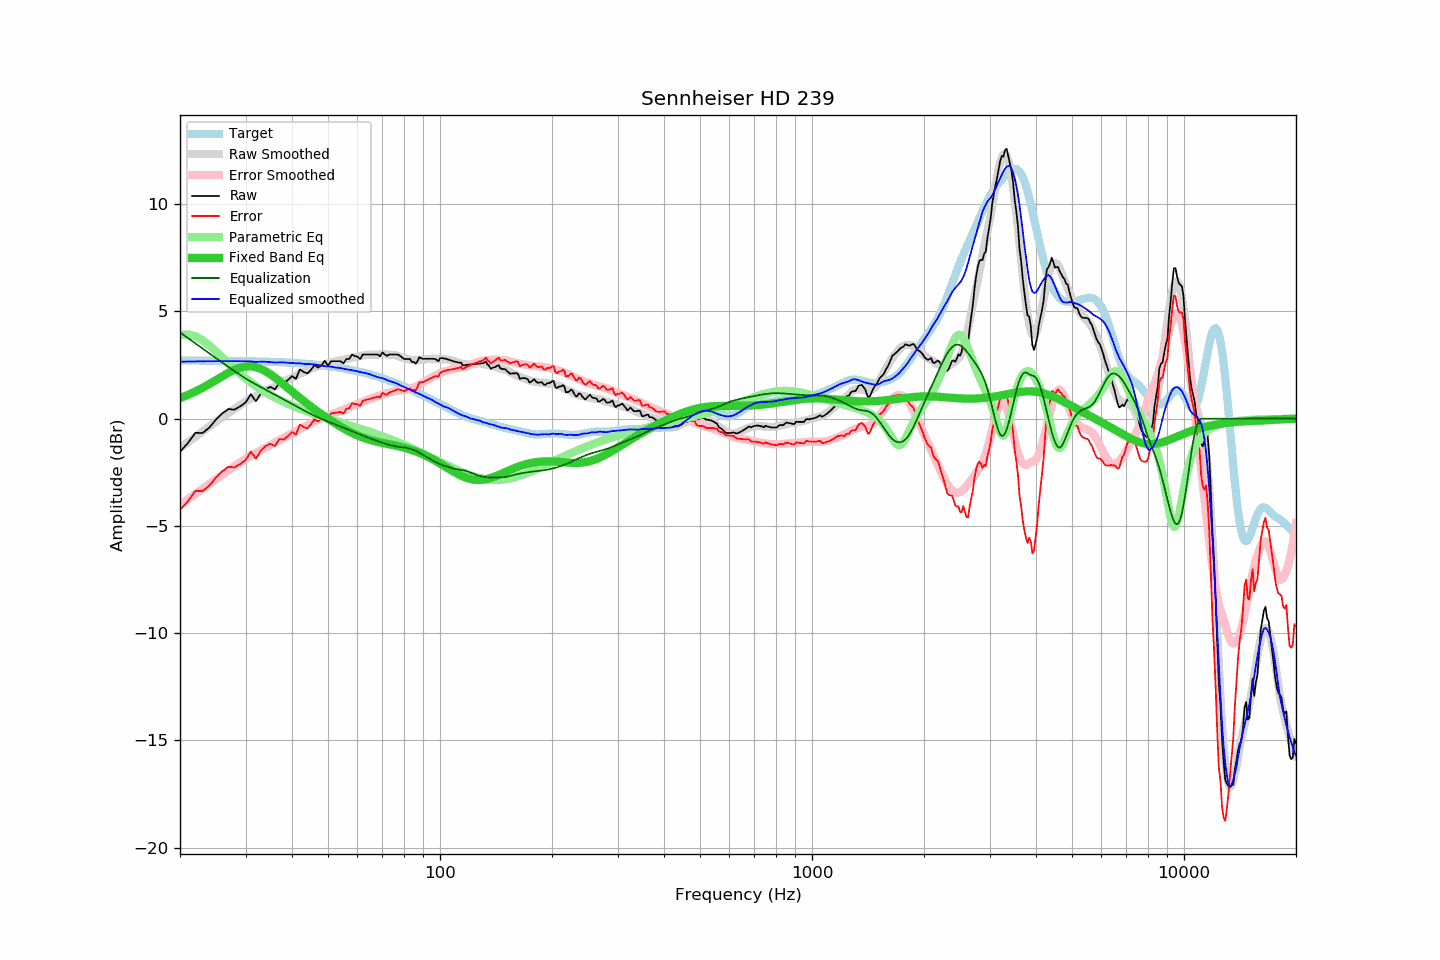 Sennheiser HD 239
Target
Raw Smoothed
Error Smoothed
Raw
Error
Parametric Eq
Fixed Band Eq
Equalization
Equalized smoothed
Amplitude (dBr)
10
5
0
−5
−10
−15
−20
100
1000
10000
Frequency (Hz)